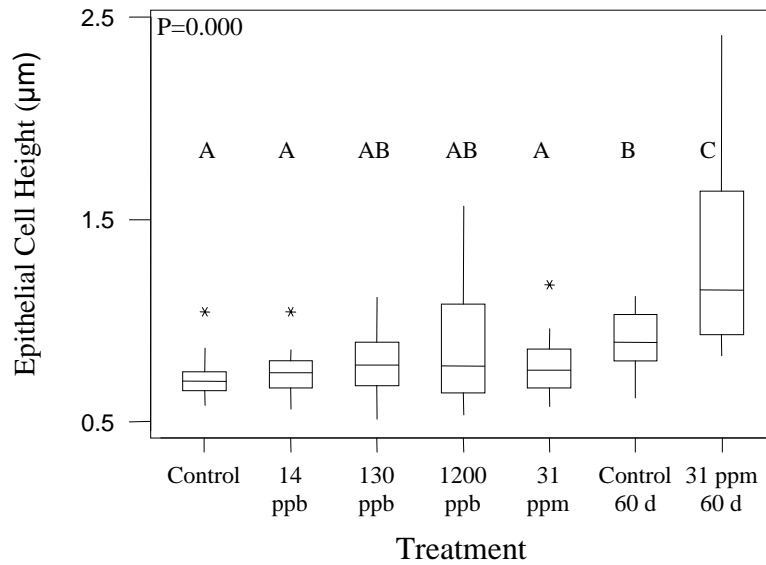 P=0.000
2.5
1.5
0.5
Epithelial Cell Height (µm)
A A AB AB A B C
* * *
Control 14 130 1200 31 Control 31 ppm
ppb ppb ppb ppm 60 d 60 d
Treatment